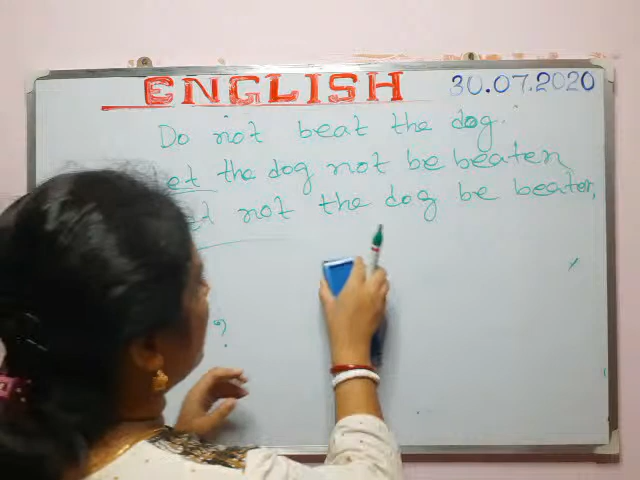 ENGLISH 30.07.2020
Do not beat the dog.
Let the dog not be beaten
not the dog be beaten